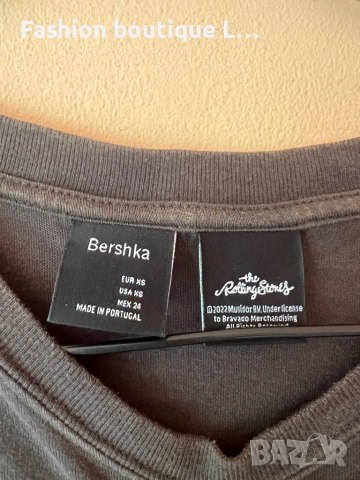 Fashion boutique L...
Bershka
EUR XS
USA XS
MEX 24
MADE IN PORTUGAL
the
Rolling Stones
©2022 Musidor B.V. Under license
to Bravado Merchandising
All Rights Reserved
BAZAR